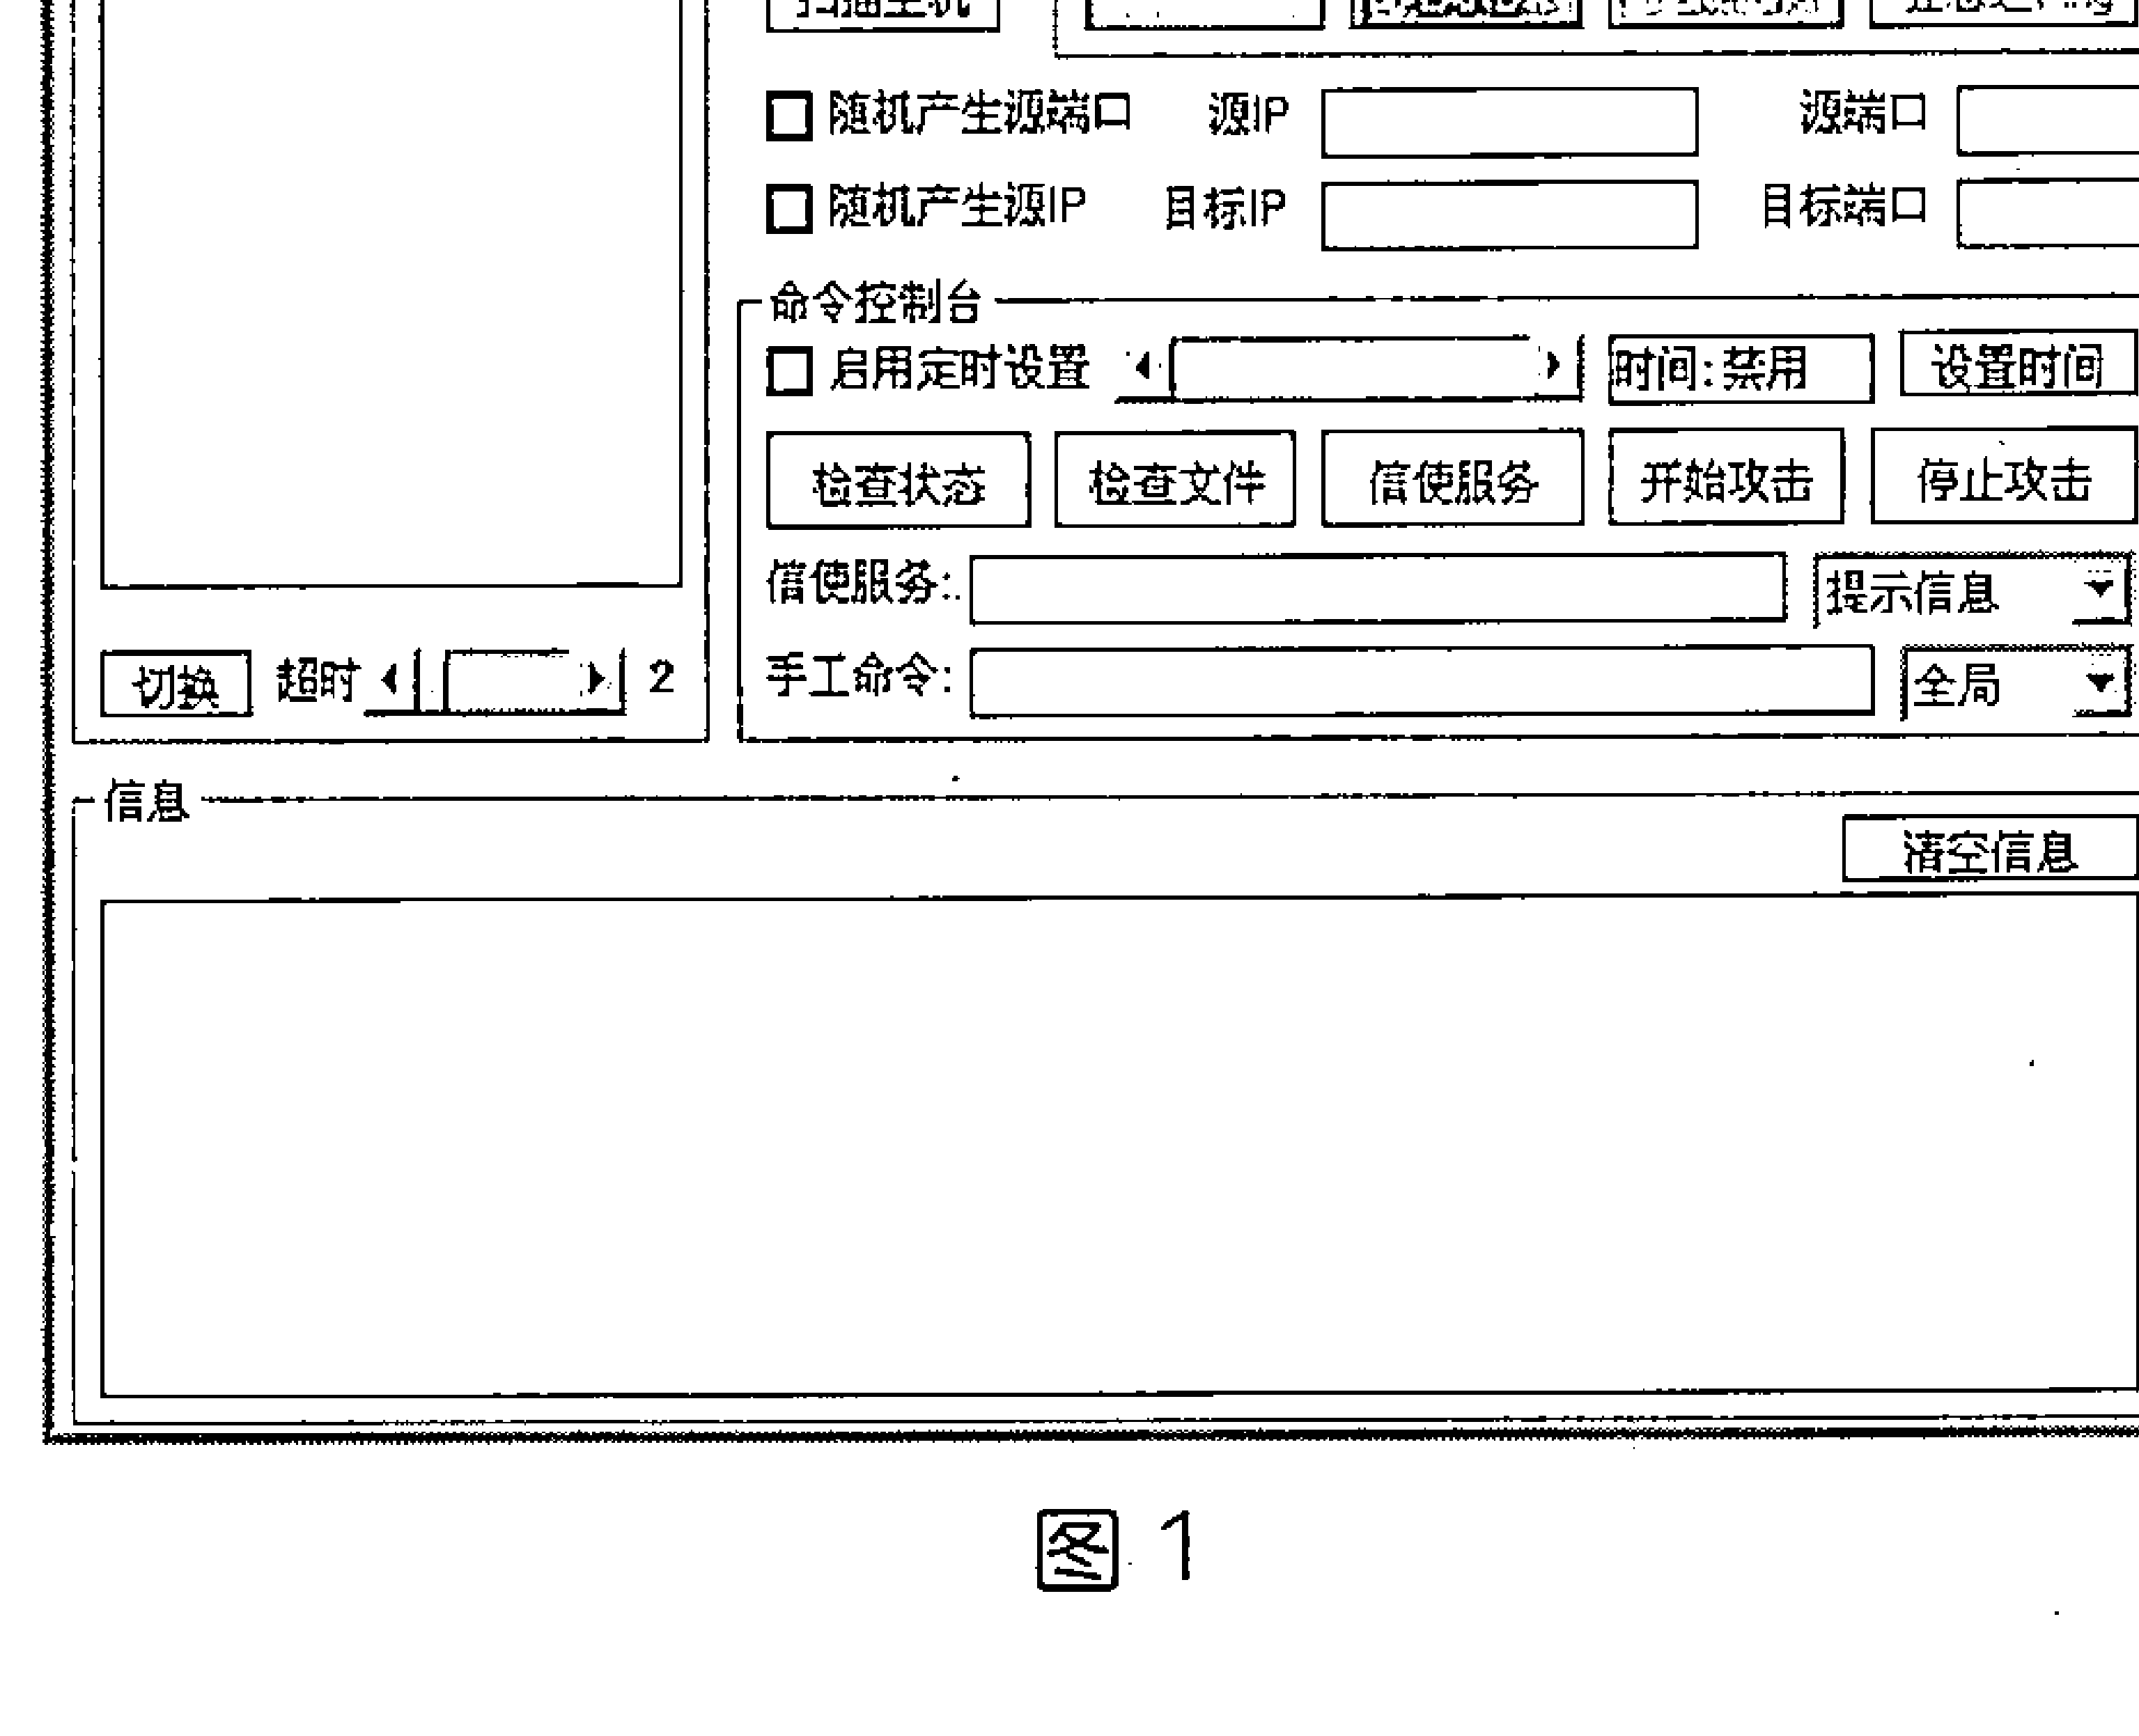 扫描主机
随机产生源端口 源IP 源端口
随机产生源IP 目标IP 目标端口
命令控制台
启用定时设置 时间:禁用 设置时间
检查状态 检查文件 信使服务 开始攻击 停止攻击
信使服务: 提示信息
切换 超时 2 手工命令: 全局
信息
清空信息
图 1